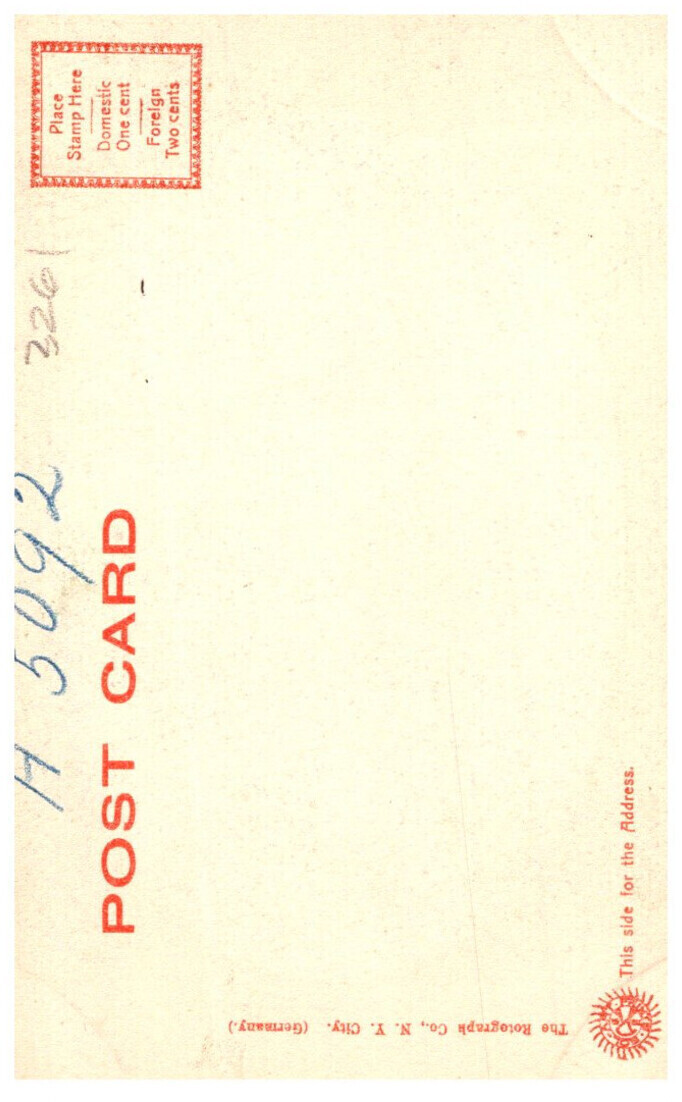 H 5092
3261
Place
Stamp Here
Domestic
One cent
Foreign
Two cents
POST CARD
This side for the Address.
The Rotograph Co., N. Y. City. (Germany.)